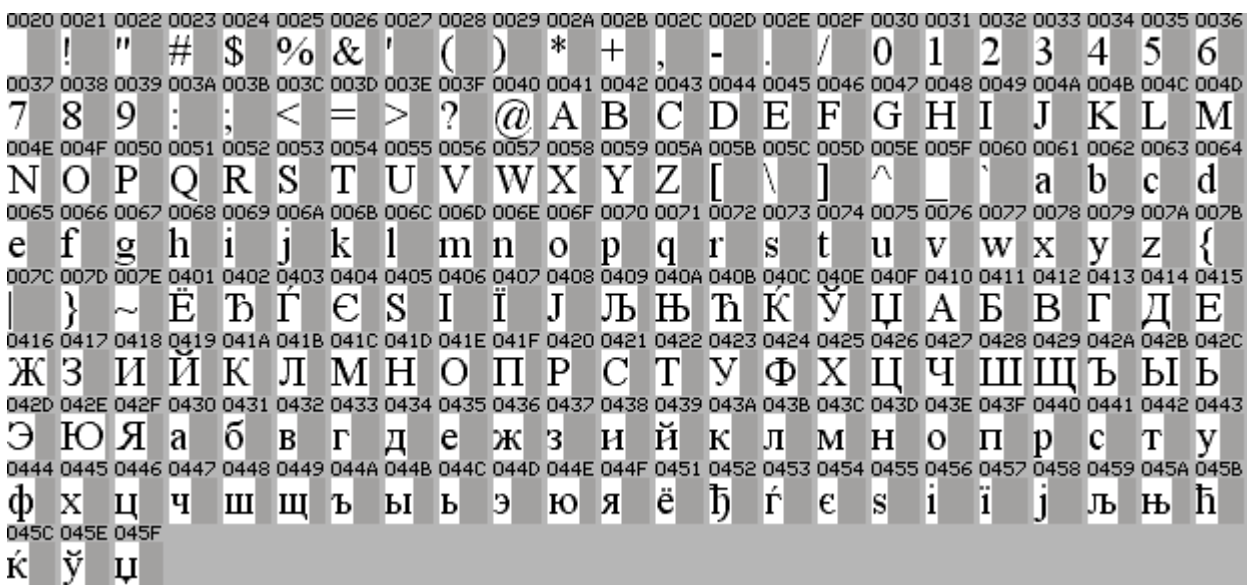 0020 0021 0022 0023 0024 0025 0026 0027 0028 0029 002A 002B 002C 002D 002E 002F 0030 0031 0032 0033 0034 0035 0036
! " # $ % & ' ( ) * + , - . / 0 1 2 3 4 5 6
0037 0038 0039 003A 003B 003C 003D 003E 003F 0040 0041 0042 0043 0044 0045 0046 0047 0048 0049 004A 004B 004C 004D
7 8 9 : ; < = > ? @ A B C D E F G H I J K L M
004E 004F 0050 0051 0052 0053 0054 0055 0056 0057 0058 0059 005A 005B 005C 005D 005E 005F 0060 0061 0062 0063 0064
N O P Q R S T U V W X Y Z [ \ ] ^ _ ` a b c d
0065 0066 0067 0068 0069 006A 006B 006C 006D 006E 006F 0070 0071 0072 0073 0074 0075 0076 0077 0078 0079 007A 007B
e f g h i j k l m n o p q r s t u v w x y z {
007C 007D 007E 0401 0402 0403 0404 0405 0406 0407 0408 0409 040A 040B 040C 040E 040F 0410 0411 0412 0413 0414 0415
| } ~ Ё Ђ Ѓ Є Ѕ І Ї Ј Љ Њ Ћ Ќ Ў Џ А Б В Г Д Е
0416 0417 0418 0419 041A 041B 041C 041D 041E 041F 0420 0421 0422 0423 0424 0425 0426 0427 0428 0429 042A 042B 042C
Ж З И Й К Л М Н О П Р С Т У Ф Х Ц Ч Ш Щ Ъ Ы Ь
042D 042E 042F 0430 0431 0432 0433 0434 0435 0436 0437 0438 0439 043A 043B 043C 043D 043E 043F 0440 0441 0442 0443
Э Ю Я а б в г д е ж з и й к л м н о п р с т у
0444 0445 0446 0447 0448 0449 044A 044B 044C 044D 044E 044F 0451 0452 0453 0454 0455 0456 0457 0458 0459 045A 045B
ф х ц ч ш щ ъ ы ь э ю я ё ђ ѓ є ѕ і ї ј љ њ ћ
045C 045E 045F
ќ ў џ